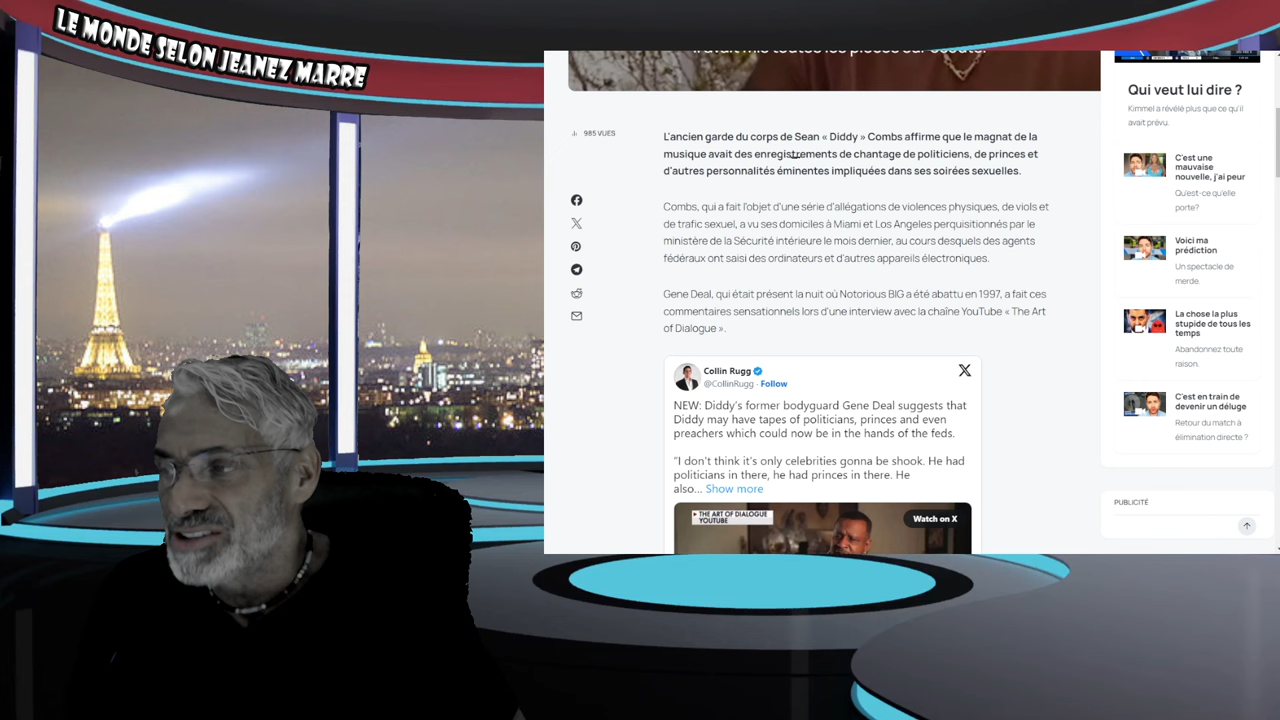 LE MONDE SELON JEANEZ MARRE
985 VUES
L'ancien garde du corps de Sean « Diddy » Combs affirme que le magnat de la
musique avait des enregistrements de chantage de politiciens, de princes et
d'autres personnalités éminentes impliquées dans ses soirées sexuelles.
Combs, qui a fait l'objet d'une série d'allégations de violences physiques, de viols et
de trafic sexuel, a vu ses domiciles à Miami et Los Angeles perquisitionnés par le
ministère de la Sécurité intérieure le mois dernier, au cours desquels des agents
fédéraux ont saisi des ordinateurs et d'autres appareils électroniques.
Gene Deal, qui était présent la nuit où Notorious BIG a été abattu en 1997, a fait ces
commentaires sensationnels lors d'une interview avec la chaîne YouTube « The Art
of Dialogue ».
Collin Rugg
@CollinRugg · Follow
NEW: Diddy's former bodyguard Gene Deal suggests that
Diddy may have tapes of politicians, princes and even
preachers which could now be in the hands of the feds.
"I don't think it's only celebrities gonna be shook. He had
politicians in there, he had princes in there. He
also... Show more
THE ART OF DIALOGUE
YOUTUBE
Watch on X
Qui veut lui dire ?
Kimmel a révélé plus que ce qu'il
avait prévu.
C'est une
mauvaise
nouvelle, j'ai peur
Qu'est-ce qu'elle
porte?
Voici ma
prédiction
Un spectacle de
merde.
La chose la plus
stupide de tous les
temps
Abandonnez toute
raison.
C'est en train de
devenir un déluge
Retour du match à
élimination directe ?
PUBLICITÉ